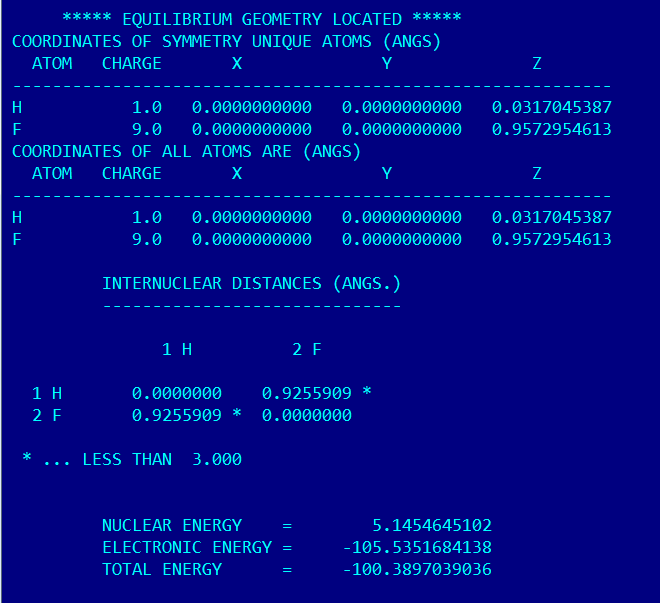 ***** EQUILIBRIUM GEOMETRY LOCATED *****
COORDINATES OF SYMMETRY UNIQUE ATOMS (ANGS)
ATOM CHARGE X Y Z
------------------------------------------------------------
H 1.0 0.0000000000 0.0000000000 0.0317045387
F 9.0 0.0000000000 0.0000000000 0.9572954613
COORDINATES OF ALL ATOMS ARE (ANGS)
ATOM CHARGE X Y Z
------------------------------------------------------------
H 1.0 0.0000000000 0.0000000000 0.0317045387
F 9.0 0.0000000000 0.0000000000 0.9572954613
INTERNUCLEAR DISTANCES (ANGS.)
------------------------------
1 H 2 F
1 H 0.0000000 0.9255909 *
2 F 0.9255909 * 0.0000000
* ... LESS THAN 3.000
NUCLEAR ENERGY = 5.1454645102
ELECTRONIC ENERGY = -105.5351684138
TOTAL ENERGY = -100.3897039036